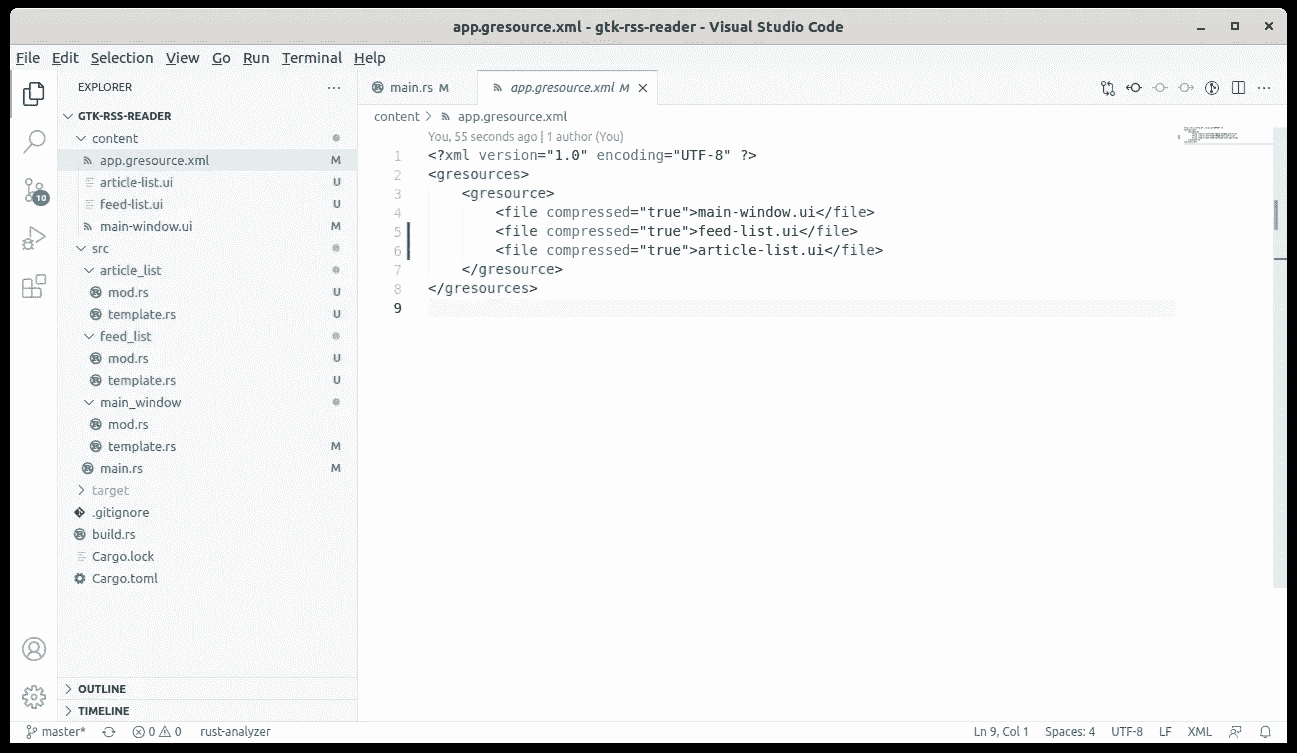 app.gresource.xml - gtk-rss-reader - Visual Studio Code
File Edit Selection View Go Run Terminal Help
EXPLORER
GTK-RSS-READER
content
app.gresource.xml M
article-list.ui U
feed-list.ui U
main-window.ui M
src
article_list
mod.rs U
template.rs U
feed_list
mod.rs U
template.rs U
main_window
mod.rs
template.rs M
main.rs M
target
.gitignore
build.rs
Cargo.lock
Cargo.toml
OUTLINE
TIMELINE
10
main.rs M app.gresource.xml M
content > app.gresource.xml
You, 55 seconds ago | 1 author (You)
1 <?xml version="1.0" encoding="UTF-8" ?>
2 <gresources>
3 <gresource>
4 <file compressed="true">main-window.ui</file>
5 <file compressed="true">feed-list.ui</file>
6 <file compressed="true">article-list.ui</file>
7 </gresource>
8 </gresources>
9
master* 0 0 rust-analyzer Ln 9, Col 1 Spaces: 4 UTF-8 LF XML